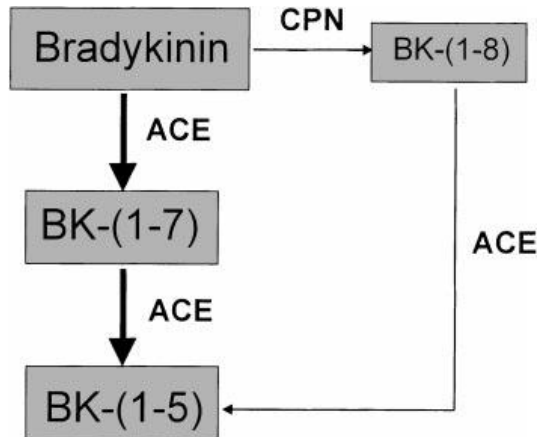 Bradykinin
CPN
BK-(1-8)
ACE
BK-(1-7)
ACE
ACE
BK-(1-5)